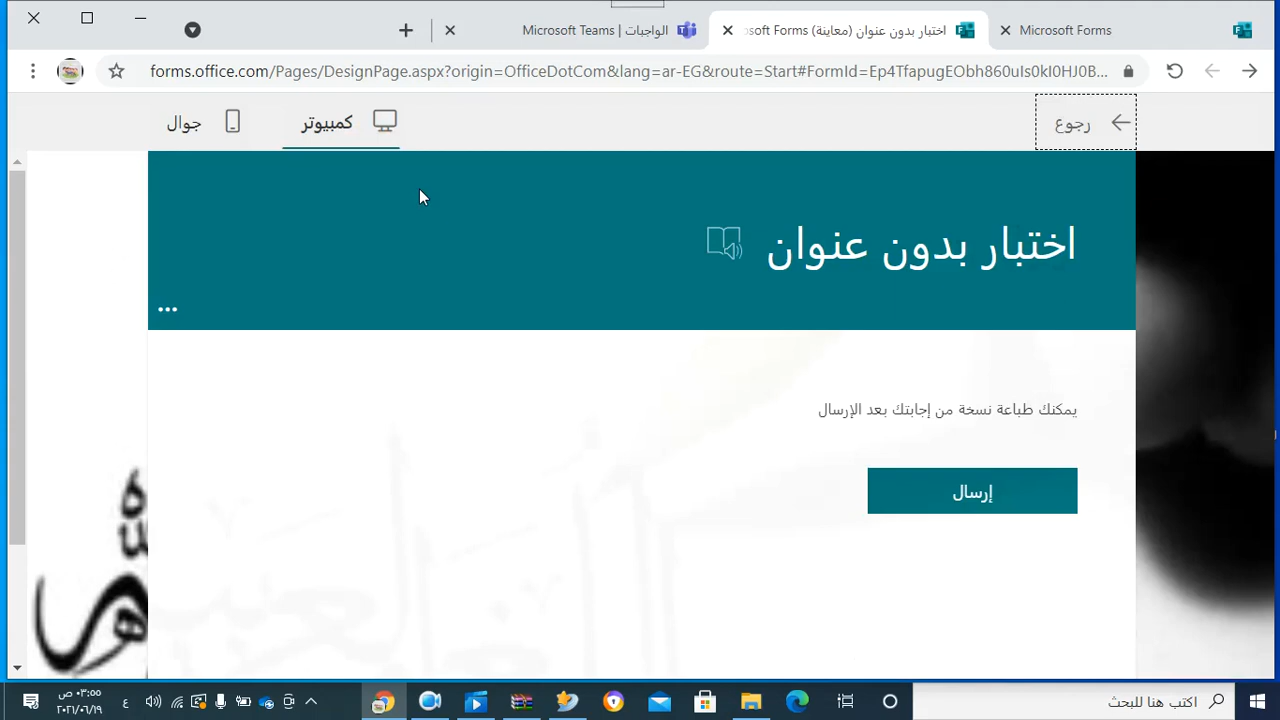 Microsoft Forms
اختبار بدون عنوان (معاينة) soft Forms
الواجبات | Microsoft Teams
forms.office.com/Pages/DesignPage.aspx?origin=OfficeDotCom&lang=ar-EG&route=Start#FormId=Ep4TfapugEObh860uIs0kI0HJ0B...
رجوع
كمبيوتر
جوال
اختبار بدون عنوان
...
يمكنك طباعة نسخة من إجابتك بعد الإرسال
إرسال
اكتب هنا للبحث
ع
٠٣:٥٥ ص
٢٠٢١/٠٦/١٩